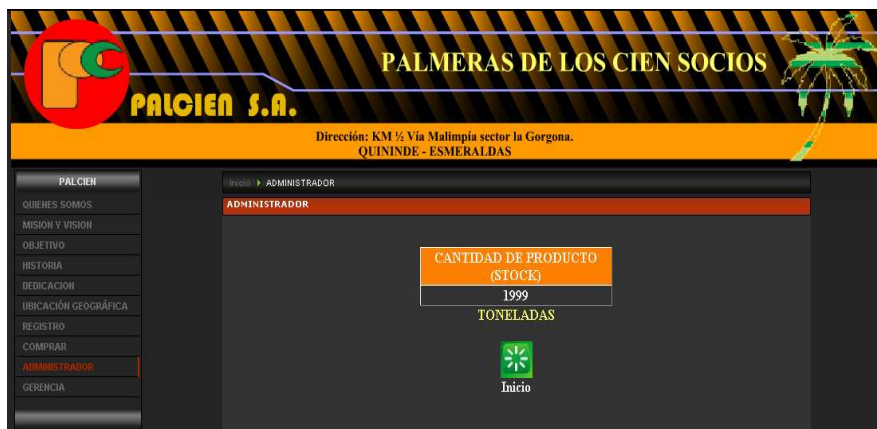 PALMERAS DE LOS CIEN SOCIOS
PALCIEN S.A.
Dirección: KM ½ Vía Malimpía sector la Gorgona.
QUININDE - ESMERALDAS
PALCIEN
QUIENES SOMOS
MISION Y VISION
OBJETIVO
HISTORIA
DEDICACION
UBICACIÓN GEOGRÁFICA
REGISTRO
COMPRAR
ADMINISTRADOR
GERENCIA
Inicio ADMINISTRADOR
ADMINISTRADOR
CANTIDAD DE PRODUCTO
(STOCK)
1999
TONELADAS
Inicio